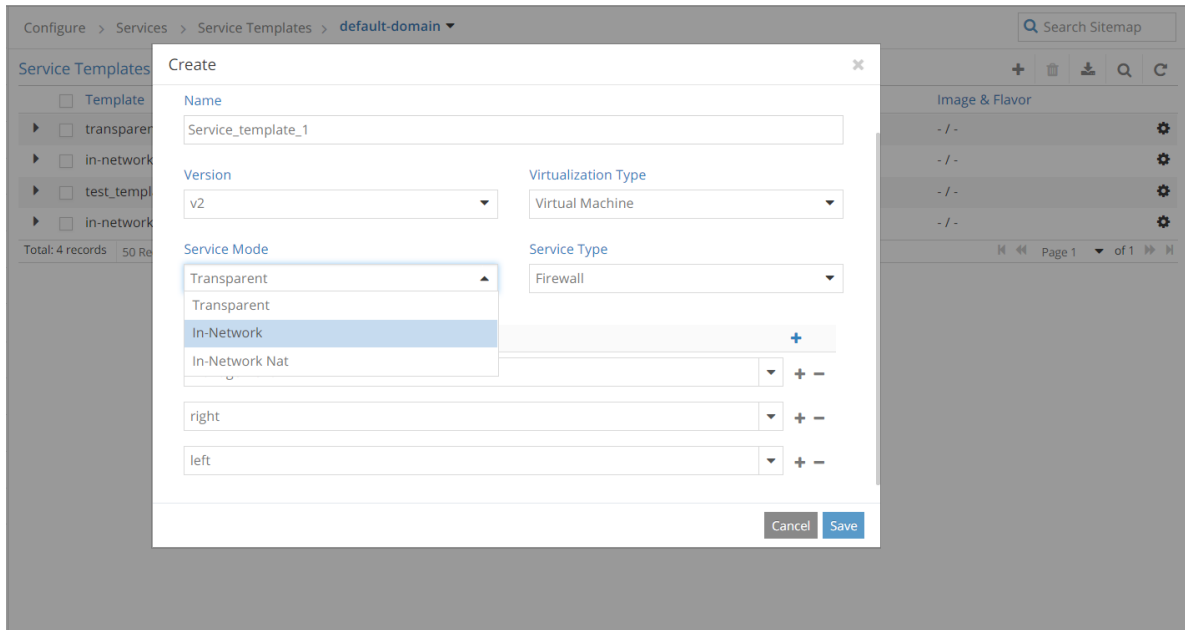 Configure > Services > Service Templates > default-domain
Search Sitemap
Service Templates
Create
Template
Image & Flavor
Name
transparen
Service_template_1
- / -
in-network
- / -
Version
Virtualization Type
test_templ
v2
Virtual Machine
- / -
in-network
- / -
Total: 4 records
50 Re
Service Mode
Service Type
Page 1
of 1
Transparent
Firewall
Transparent
In-Network
In-Network Nat
right
left
Cancel
Save